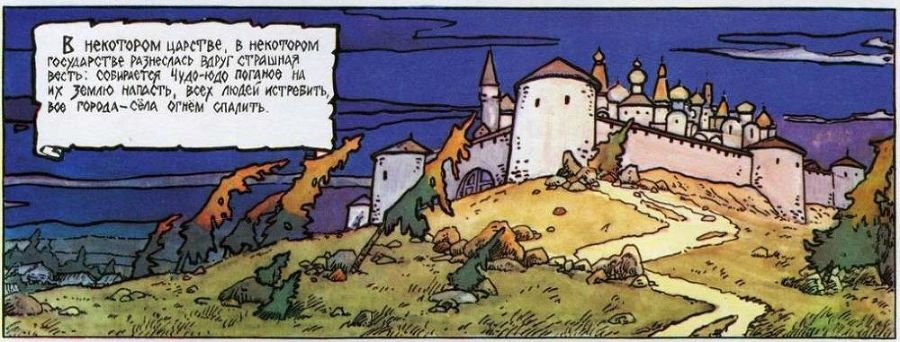 В некотором царстве, в некотором
государстве разнеслась вдруг страшная
весть: собирается Чудо-юдо поганое на
их землю напасть, всех людей истребить,
все города-сёла огнём спалить.